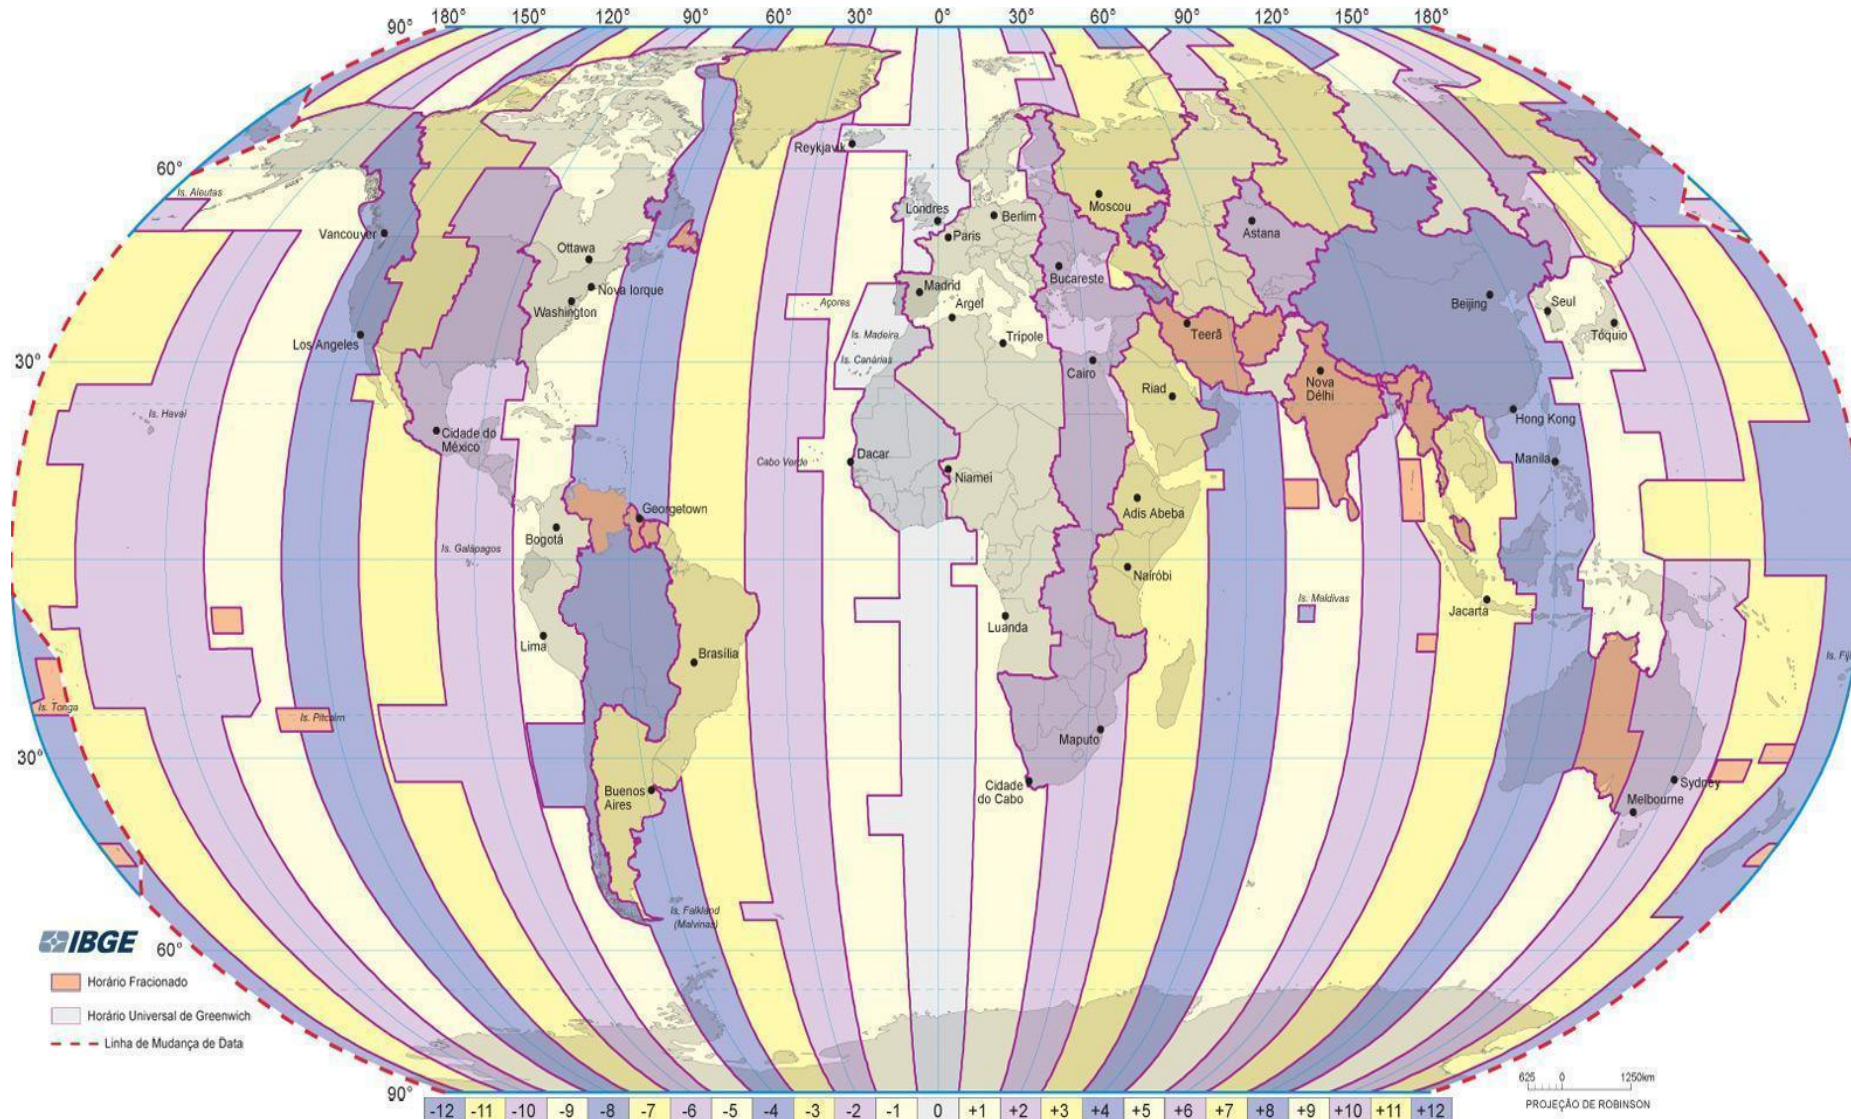 90° 180° 150° 120° 90° 60° 30° 0° 30° 60° 90° 120° 150° 180°
60°
Is. Aleutas
Reykjavik
Moscou
Londres
Berlim
Vancouver
Paris
Astana
Ottawa
Bucareste
Nova Iorque
Madrid
Washington
Açores
Argel
Beijing
Seul
Los Angeles
Is. Madeira
Tripole
Teerã
Tóquio
30°
Is. Canárias
Cairo
Nova
Délhi
Riad
Is. Havaí
Hong Kong
Cidade do
México
Cabo Verde
Dacar
Manila
Niamei
Georgetown
Adis Abeba
Bogotá
Is. Galápagos
0°
Nairóbi
Is. Maldivas
Jacarta
Luanda
Lima
Brasília
Is. Fiji
Is. Tonga
Is. Pitcairn
Maputo
30°
Cidade
do Cabo
Sydney
Buenos
Aires
Melbourne
Is. Falkland
(Malvinas)
IBGE
60°
Horário Fracionado
Horário Universal de Greenwich
Linha de Mudança de Data
625 0 1250km
90°
PROJEÇÃO DE ROBINSON
-12 -11 -10 -9 -8 -7 -6 -5 -4 -3 -2 -1 0 +1 +2 +3 +4 +5 +6 +7 +8 +9 +10 +11 +12